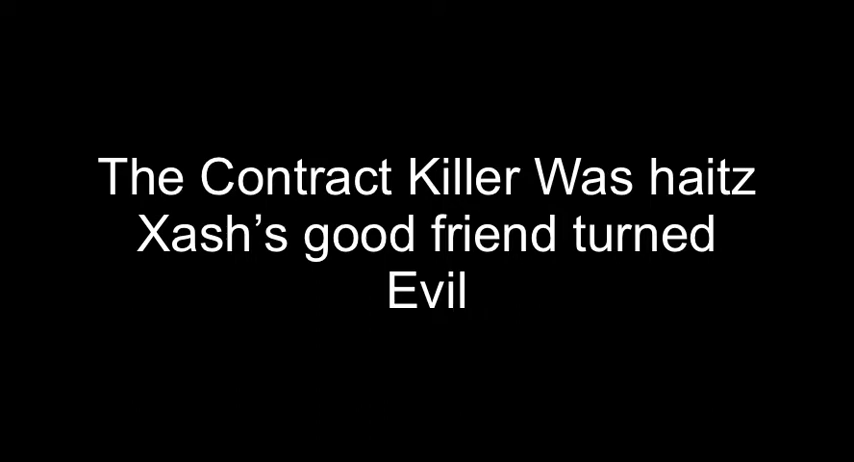 The Contract Killer Was haitz
Xash’s good friend turned
Evil